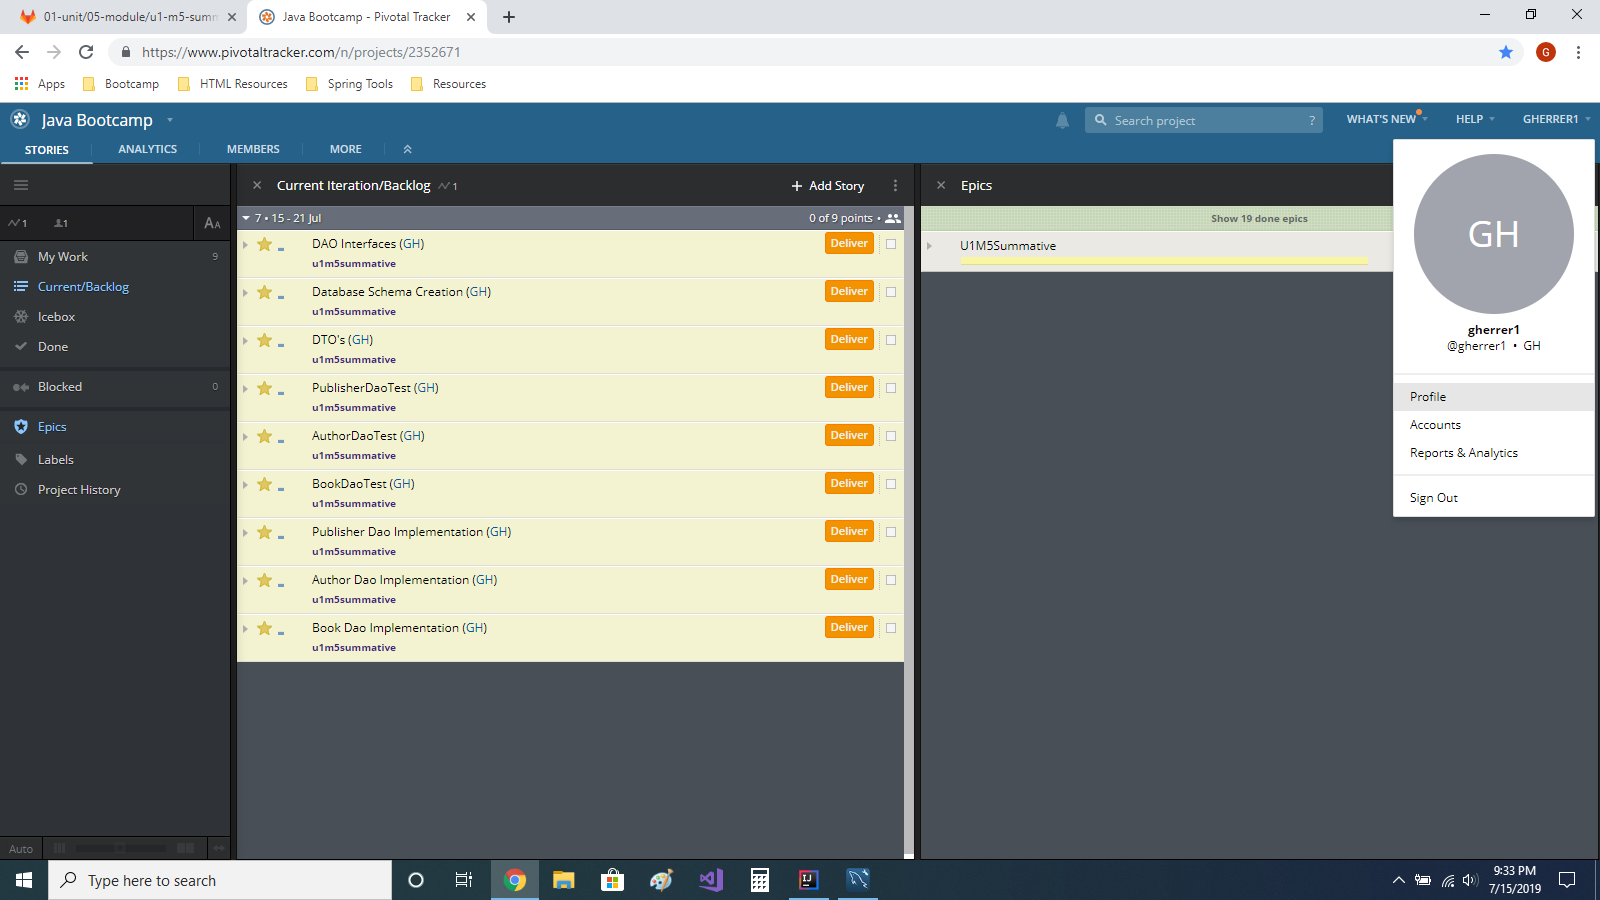 01-unit/05-module/u1-m5-summ
Java Bootcamp - Pivotal Tracker
https://www.pivotaltracker.com/n/projects/2352671
G
Apps
Bootcamp
HTML Resources
Spring Tools
Resources
Java Bootcamp
Search project
?
WHAT'S NEW
HELP
GHERRER1
STORIES
ANALYTICS
MEMBERS
MORE
1
1
AA
My Work 9
Current/Backlog
Icebox
Done
Blocked 0
Epics
Labels
Project History
Auto
Current Iteration/Backlog 1
+ Add Story
7 • 15 - 21 Jul
0 of 9 points •
DAO Interfaces (GH)
Deliver
u1m5summative
Database Schema Creation (GH)
Deliver
u1m5summative
DTO's (GH)
Deliver
u1m5summative
PublisherDaoTest (GH)
Deliver
u1m5summative
AuthorDaoTest (GH)
Deliver
u1m5summative
BookDaoTest (GH)
Deliver
u1m5summative
Publisher Dao Implementation (GH)
Deliver
u1m5summative
Author Dao Implementation (GH)
Deliver
u1m5summative
Book Dao Implementation (GH)
Deliver
u1m5summative
Epics
Show 19 done epics
U1M5Summative
GH
gherrer1
@gherrer1 • GH
Profile
Accounts
Reports & Analytics
Sign Out
Type here to search
IJ
9:33 PM
7/15/2019